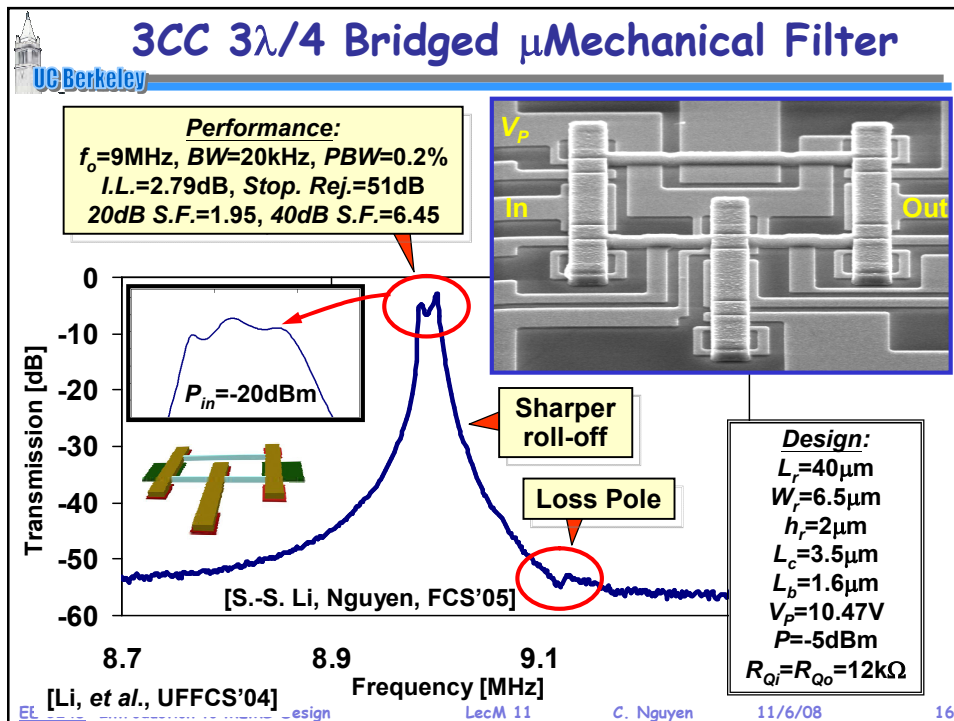 3CC 3λ/4 Bridged μMechanical Filter
UC Berkeley
Performance:
fo=9MHz, BW=20kHz, PBW=0.2%
I.L.=2.79dB, Stop. Rej.=51dB
20dB S.F.=1.95, 40dB S.F.=6.45
VP
In
Out
0
-10
-20
-30
-40
-50
-60
Transmission [dB]
Pin=-20dBm
Sharper
roll-off
Loss Pole
[S.-S. Li, Nguyen, FCS'05]
Design:
Lr=40μm
Wr=6.5μm
hr=2μm
Lc=3.5μm
Lb=1.6μm
VP=10.47V
P=-5dBm
RQi=RQo=12kΩ
8.7
8.9
9.1
Frequency [MHz]
[Li, et al., UFFCS'04]
LecM 11
C. Nguyen
11/6/08
16